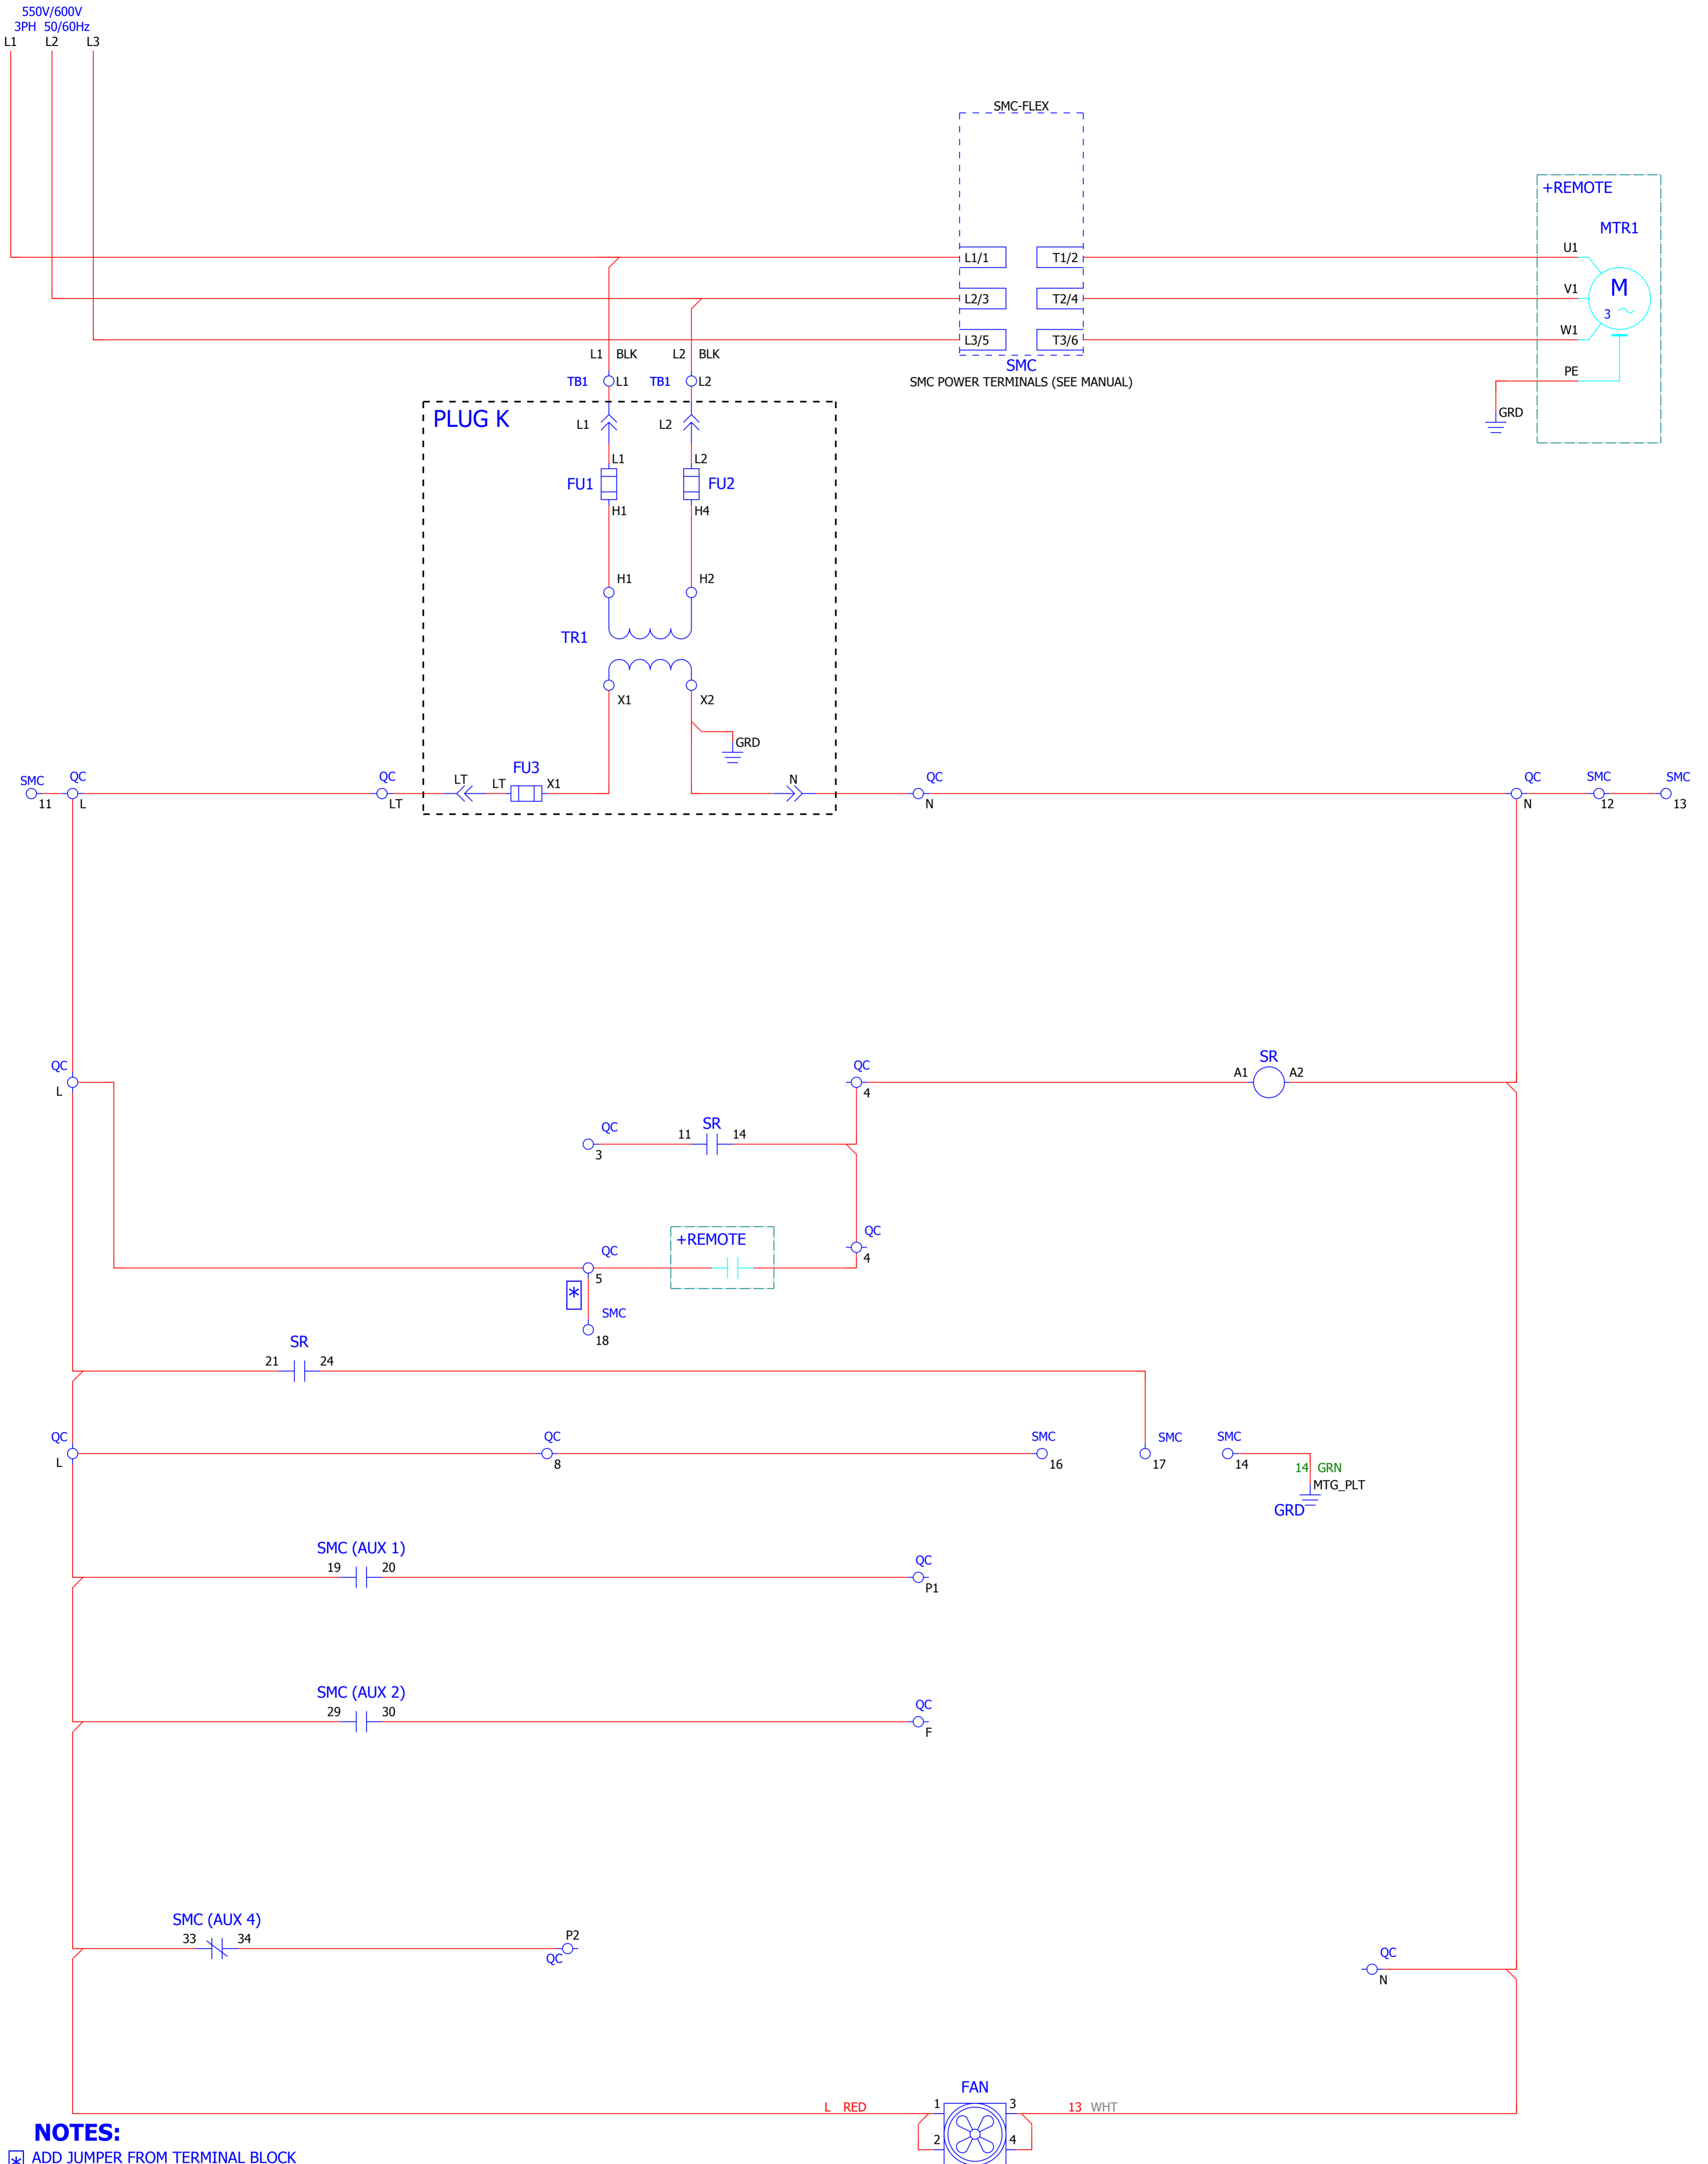 550V/600V
3PH 50/60Hz
L1 L2 L3
SMC-FLEX
+REMOTE
MTR1
U1
L1/1 T1/2
M
3
V1
L2/3 T2/4
W1
L3/5 T3/6
L1 BLK L2 BLK
SMC
SMC POWER TERMINALS (SEE MANUAL)
PE
TB1 L1 TB1 L2
GRD
PLUG K
L1 L2
L1 L2
FU1 FU2
H1 H4
H1 H2
TR1
X1 X2
GRD
FU3
SMC QC QC LT LT X1 N QC QC SMC SMC
11 L LT N N 12 13
QC QC SR
L 4 A1 A2
QC SR
3 11 14
+REMOTE
QC QC
5 4
*
SMC
18
SR
21 24
QC QC SMC SMC SMC
L 8 16 17 14
14 GRN
MTG_PLT
GRD
SMC (AUX 1)
19 20 QC
P1
SMC (AUX 2)
29 30 QC
F
SMC (AUX 4)
33 34 P2
QC
QC
N
FAN
L RED 1 3 13 WHT
2 4
NOTES:
* ADD JUMPER FROM TERMINAL BLOCK